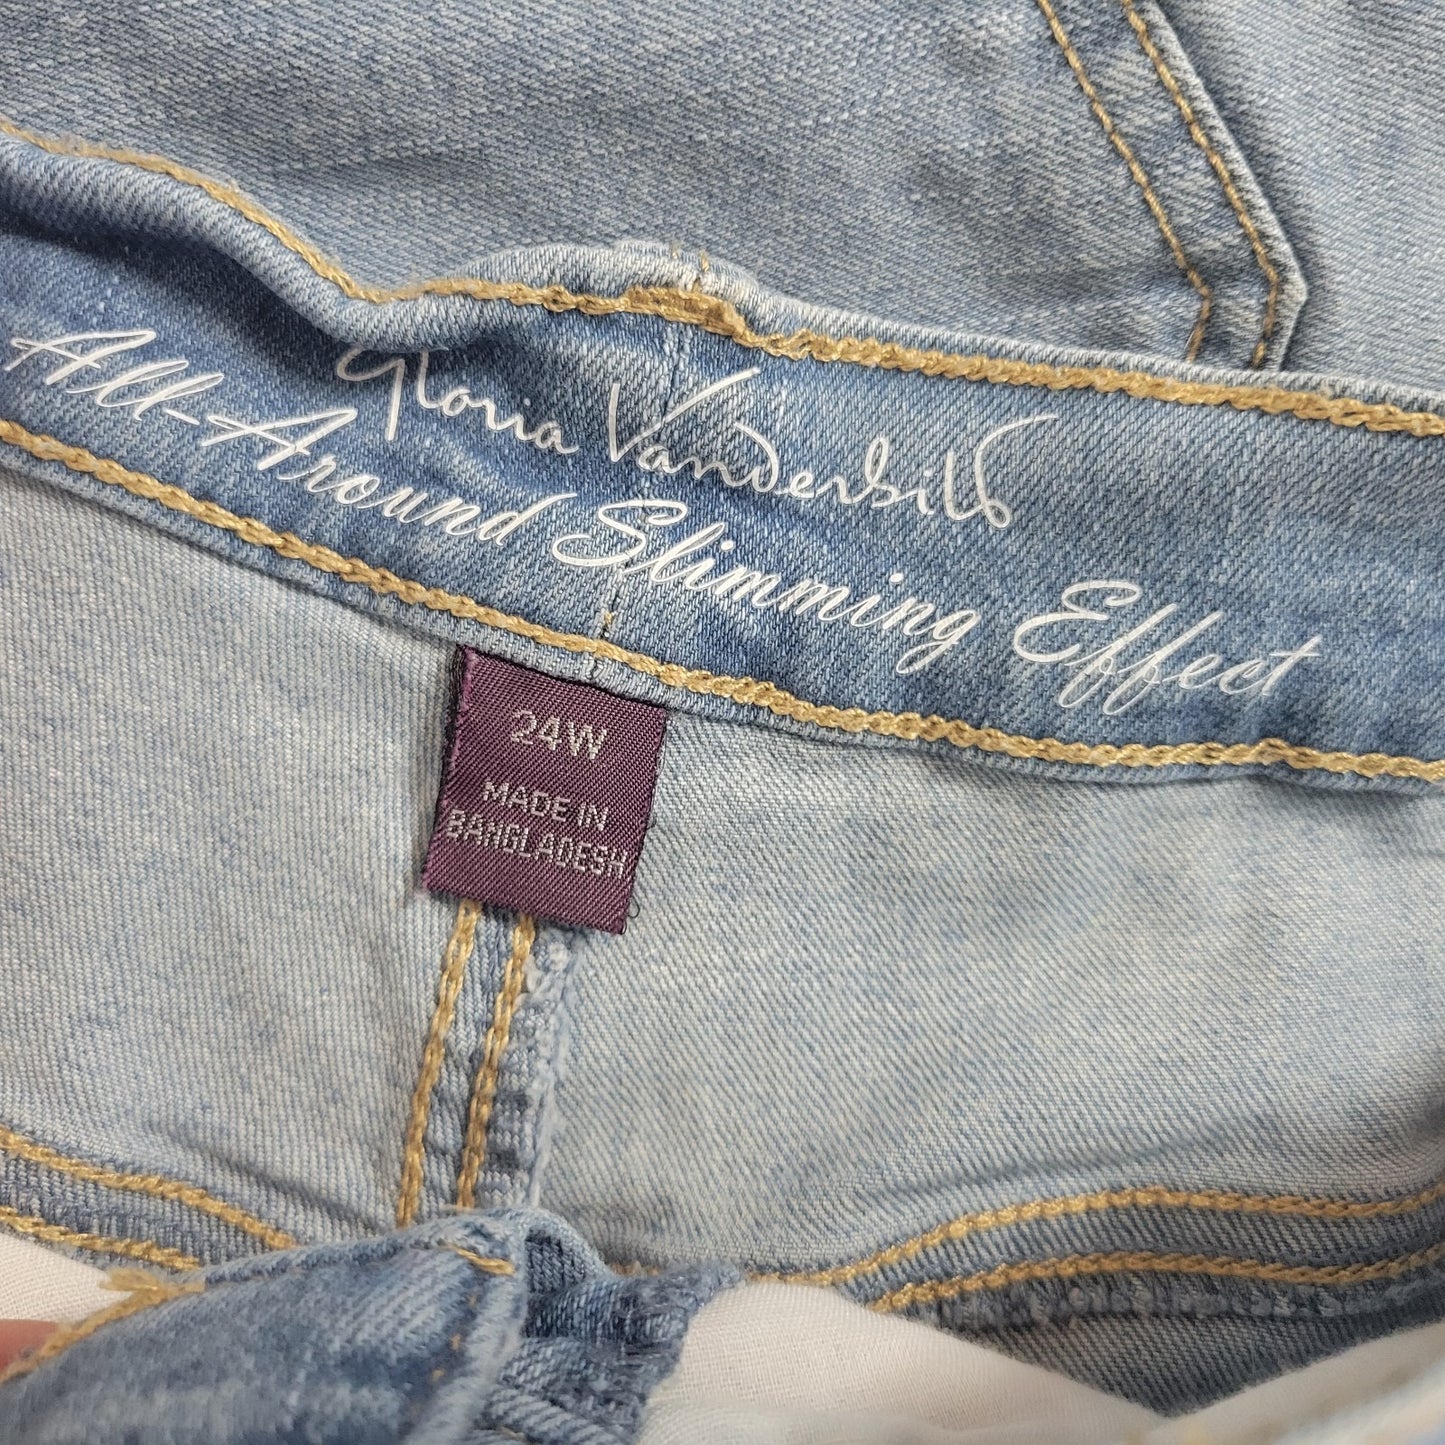 Gloria Vanderbilt
All-Around Slimming Effect
24W
MADE IN
BANGLADESH